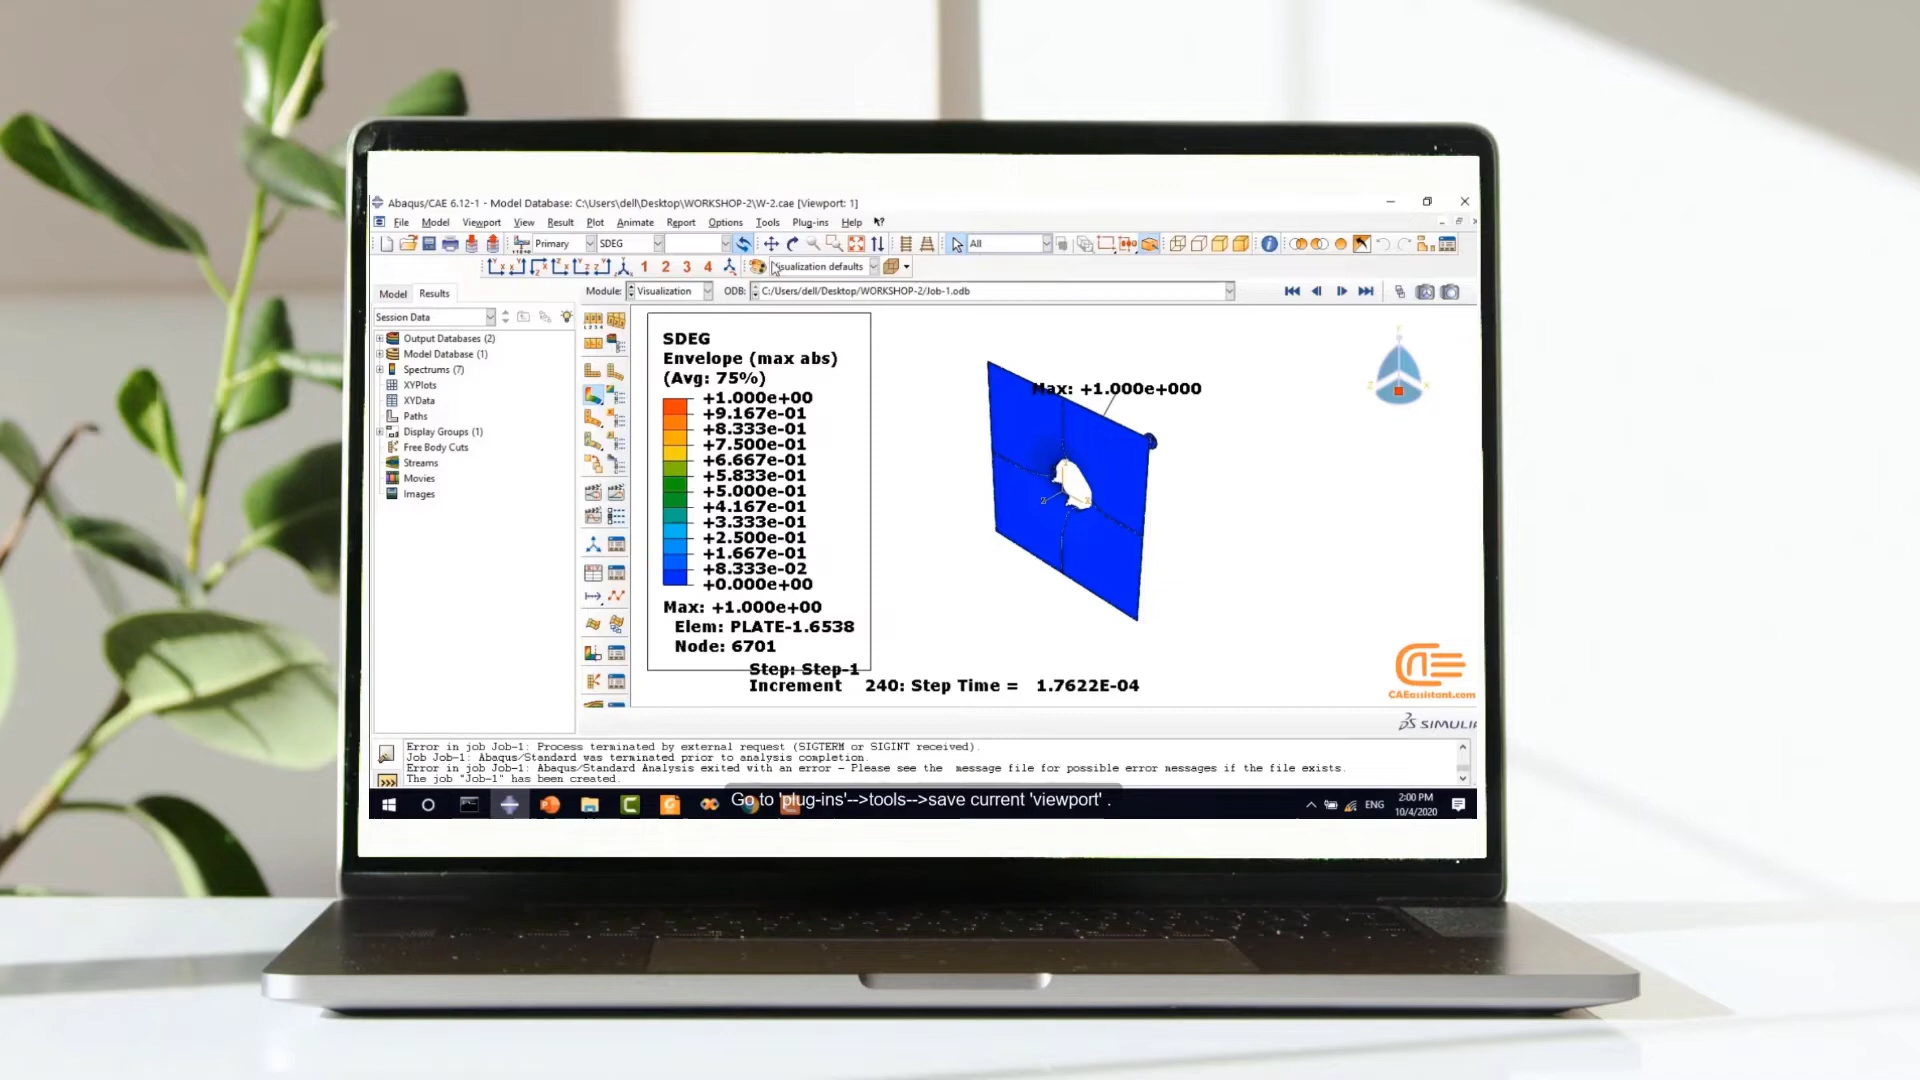 Abaqus/CAE 6.12-1 - Model Database: C:\Users\dell\Desktop\WORKSHOP-2\W-2.cae [Viewport: 1]
File Model Viewport View Result Plot Animate Report Options Tools Plug-ins Help
Primary SDEG All
1 2 3 4 Visualization defaults
Model Results Module: Visualization ODB: C:/Users/dell/Desktop/WORKSHOP-2/Job-1.odb
Session Data
Output Databases (2)
Model Database (1)
Spectrums (7)
XYPlots
XYData
Paths
Display Groups (1)
Free Body Cuts
Streams
Movies
Images
SDEG
Envelope (max abs)
(Avg: 75%)
+1.000e+00
+9.167e-01
+8.333e-01
+7.500e-01
+6.667e-01
+5.833e-01
+5.000e-01
+4.167e-01
+3.333e-01
+2.500e-01
+1.667e-01
+8.333e-02
+0.000e+00
Max: +1.000e+00
Elem: PLATE-1.6538
Node: 6701
Max: +1.000e+000
Y
Z X
Z
Step: Step-1
Increment 240: Step Time = 1.7622E-04
CAEassistant.com
SIMULIA
Error in job Job-1: Process terminated by external request (SIGTERM or SIGINT received).
Job Job-1: Abaqus/Standard was terminated prior to analysis completion.
Error in job Job-1: Abaqus/Standard Analysis exited with an error - Please see the message file for possible error messages if the file exists.
The job "Job-1" has been created.
Go to 'plug-ins'-->tools-->save current 'viewport' .
ENG
2:00 PM
10/4/2020